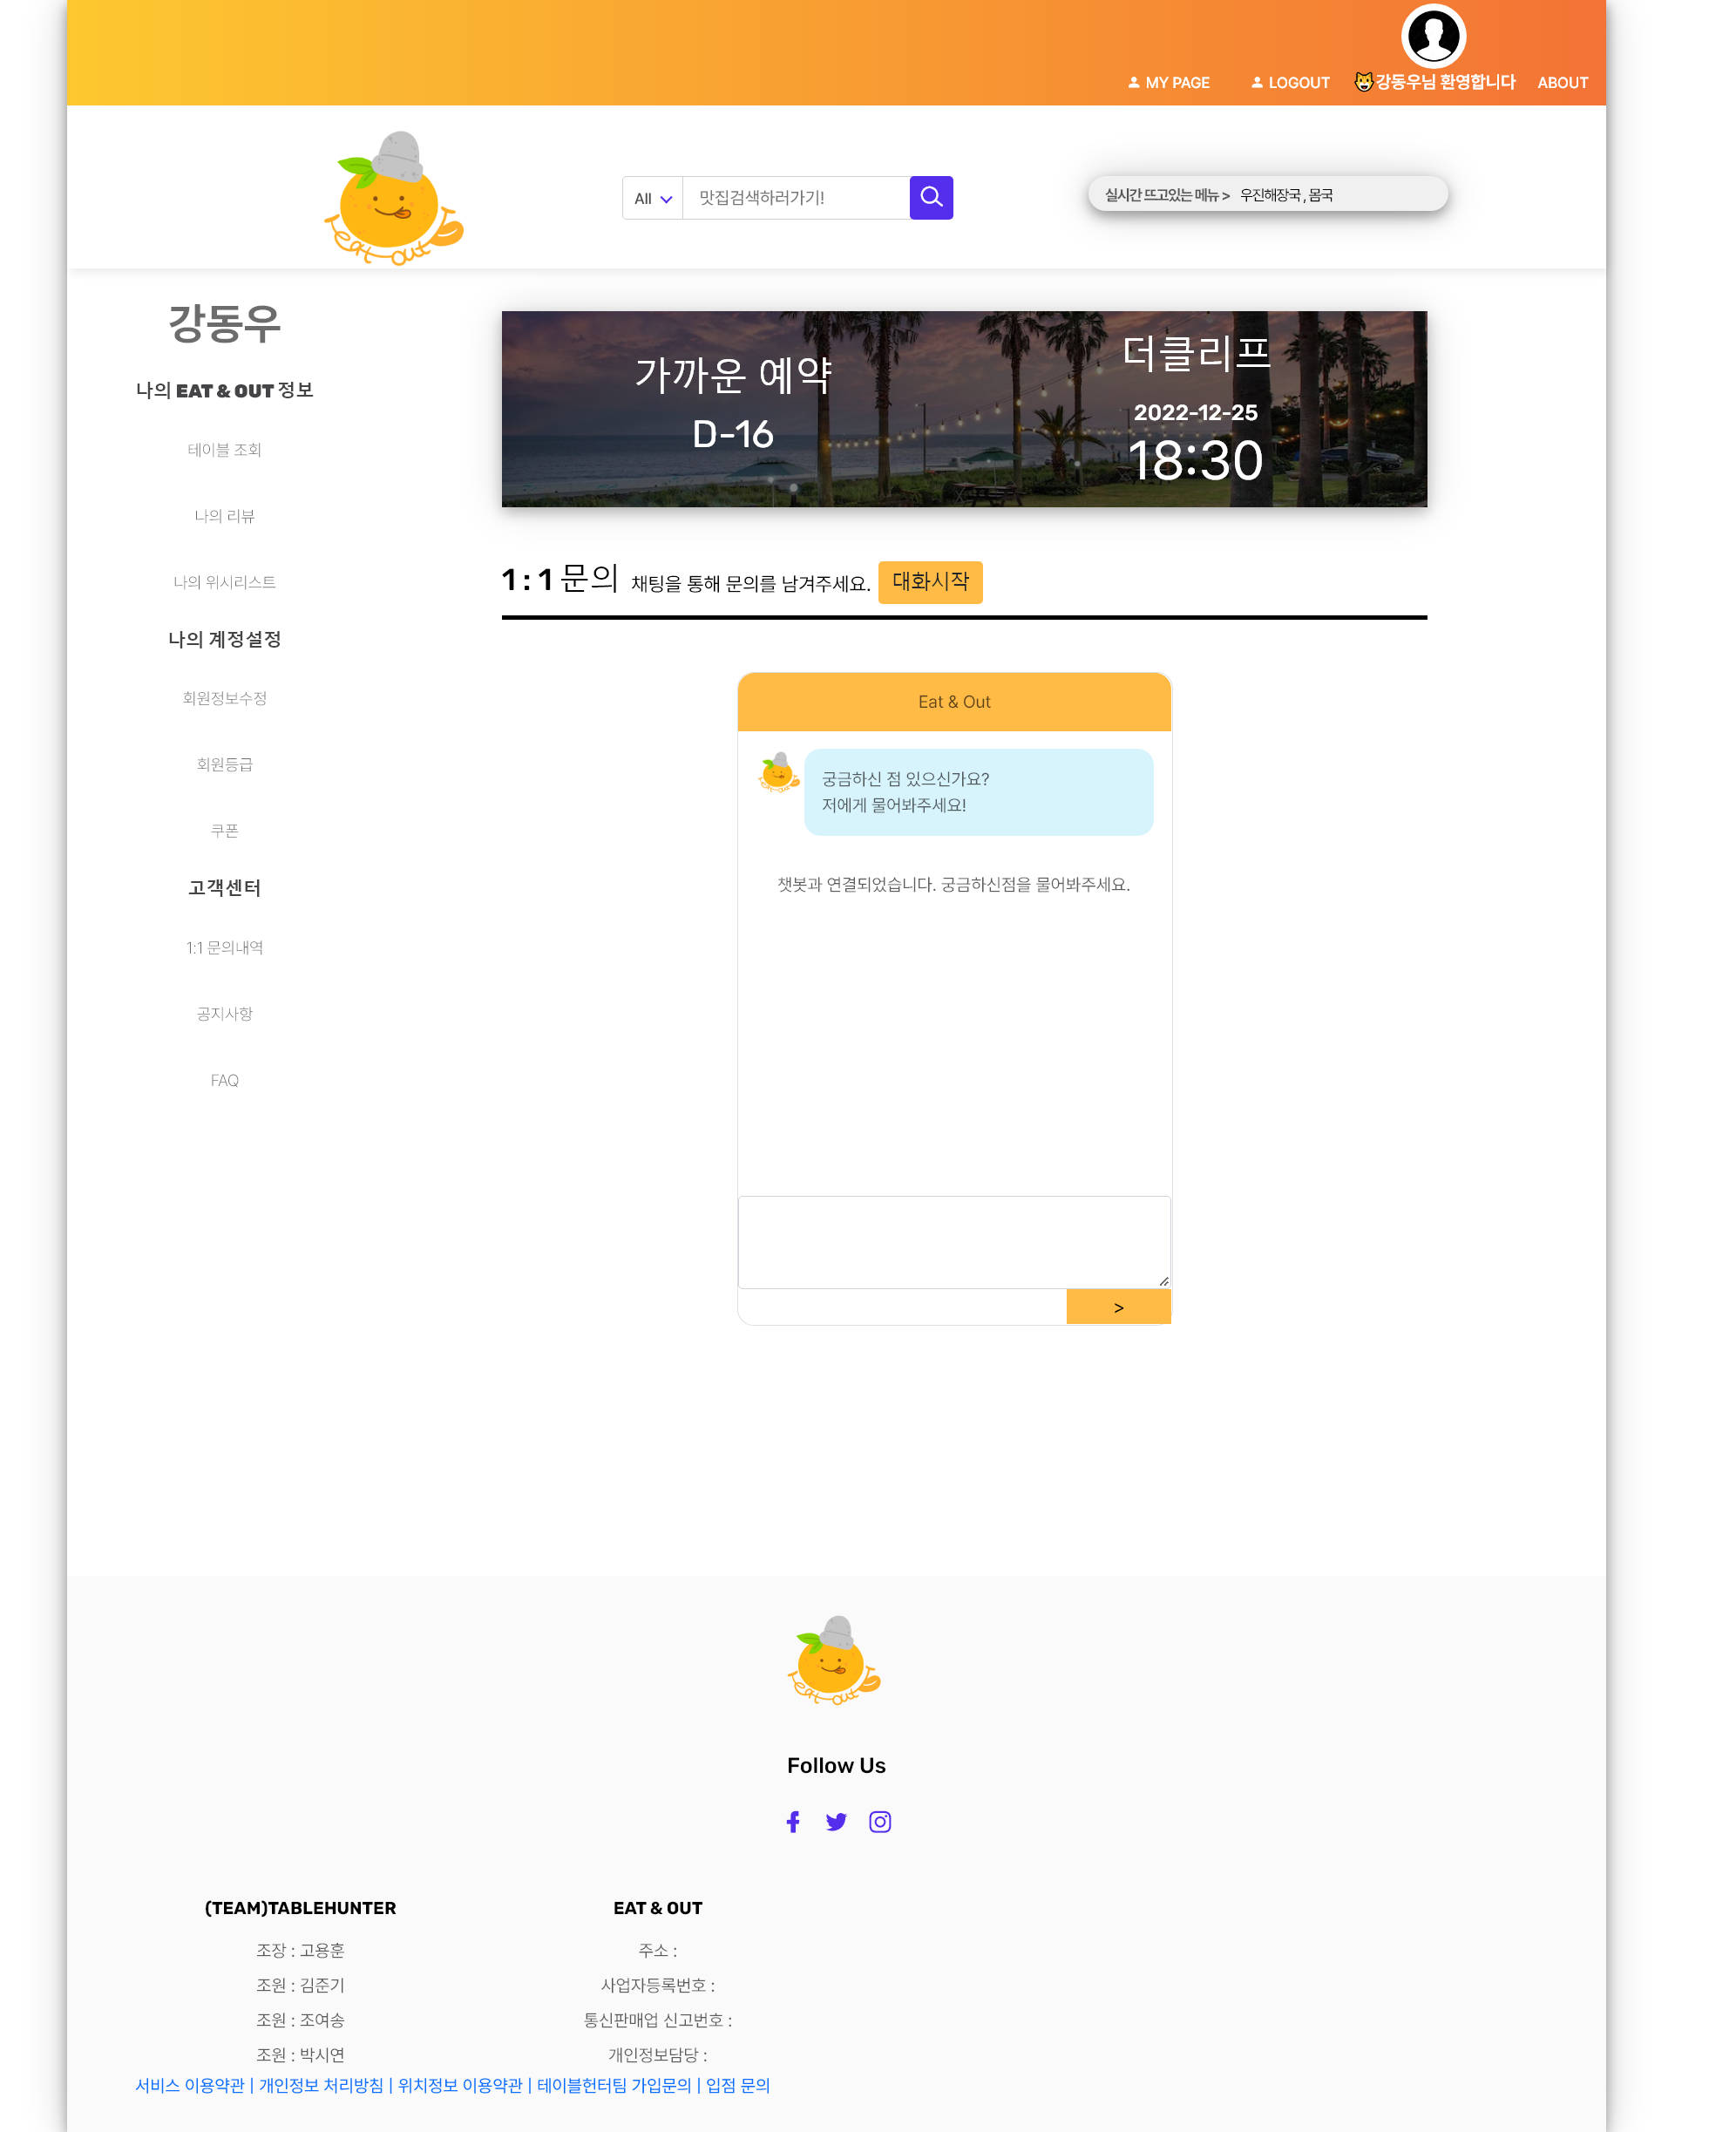 MY PAGE
LOGOUT
강동우님 환영합니다
ABOUT
eat out
All
맛집검색하러가기!
실시간 뜨고있는 메뉴 > 우진해장국 , 몸국
강동우
나의 EAT & OUT 정보
테이블 조회
나의 리뷰
나의 위시리스트
나의 계정설정
회원정보수정
회원등급
쿠폰
고객센터
1:1 문의내역
공지사항
FAQ
가까운 예약
D-16
더클리프
2022-12-25
18:30
1 : 1 문의 채팅을 통해 문의를 남겨주세요. 대화시작
Eat & Out
eat out
궁금하신 점 있으신가요?
저에게 물어봐주세요!
챗봇과 연결되었습니다. 궁금하신점을 물어봐주세요.
>
eat out
Follow Us
(TEAM)TABLEHUNTER
조장 : 고용훈
조원 : 김준기
조원 : 조여송
조원 : 박시연
EAT & OUT
주소 :
사업자등록번호 :
통신판매업 신고번호 :
개인정보담당 :
서비스 이용약관 | 개인정보 처리방침 | 위치정보 이용약관 | 테이블헌터팀 가입문의 | 입점 문의